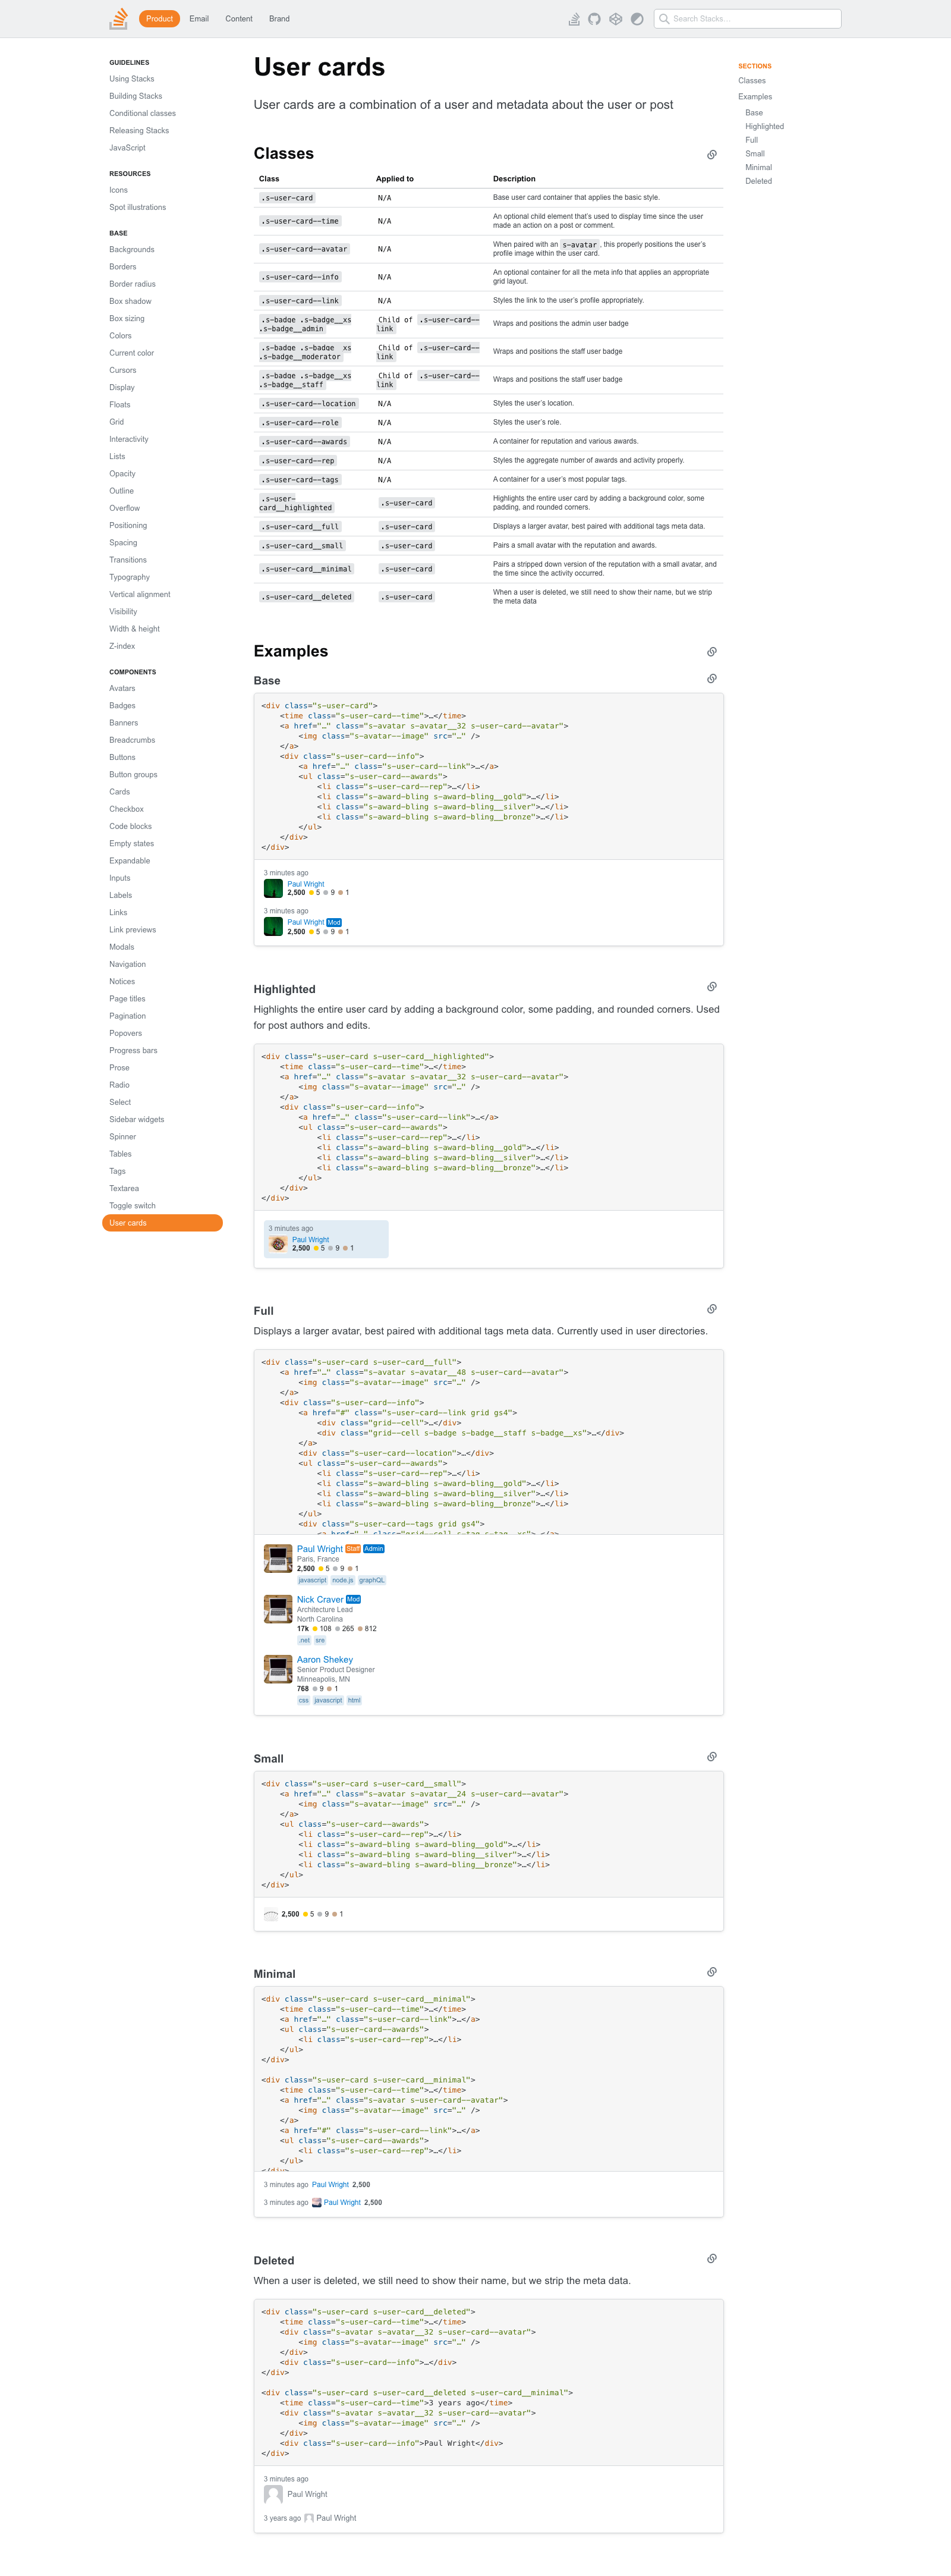 Product Email Content Brand
Search Stacks…
GUIDELINES
Using Stacks
Building Stacks
Conditional classes
Releasing Stacks
JavaScript
RESOURCES
Icons
Spot illustrations
BASE
Backgrounds
Borders
Border radius
Box shadow
Box sizing
Colors
Current color
Cursors
Display
Floats
Grid
Interactivity
Lists
Opacity
Outline
Overflow
Positioning
Spacing
Transitions
Typography
Vertical alignment
Visibility
Width & height
Z-index
COMPONENTS
Avatars
Badges
Banners
Breadcrumbs
Buttons
Button groups
Cards
Checkbox
Code blocks
Empty states
Expandable
Inputs
Labels
Links
Link previews
Modals
Navigation
Notices
Page titles
Pagination
Popovers
Progress bars
Prose
Radio
Select
Sidebar widgets
Spinner
Tables
Tags
Textarea
Toggle switch
User cards
User cards
User cards are a combination of a user and metadata about the user or post
Classes
Class Applied to Description
.s-user-card N/A Base user card container that applies the basic style.
.s-user-card--time N/A An optional child element that's used to display time since the user
made an action on a post or comment.
.s-user-card--avatar N/A When paired with an s-avatar, this properly positions the user's
profile image within the user card.
.s-user-card--info N/A An optional container for all the meta info that applies an appropriate
grid layout.
.s-user-card--link N/A Styles the link to the user's profile appropriately.
.s-badge .s-badge__xs Child of .s-user-card-- Wraps and positions the admin user badge
.s-badge__admin link
.s-badge .s-badge__xs Child of .s-user-card-- Wraps and positions the staff user badge
.s-badge__moderator link
.s-badge .s-badge__xs Child of .s-user-card-- Wraps and positions the staff user badge
.s-badge__staff link
.s-user-card--location N/A Styles the user's location.
.s-user-card--role N/A Styles the user's role.
.s-user-card--awards N/A A container for reputation and various awards.
.s-user-card--rep N/A Styles the aggregate number of awards and activity properly.
.s-user-card--tags N/A A container for a user's most popular tags.
.s-user- .s-user-card Highlights the entire user card by adding a background color, some
card__highlighted padding, and rounded corners.
.s-user-card__full .s-user-card Displays a larger avatar, best paired with additional tags meta data.
.s-user-card__small .s-user-card Pairs a small avatar with the reputation and awards.
.s-user-card__minimal .s-user-card Pairs a stripped down version of the reputation with a small avatar, and
the time since the activity occurred.
.s-user-card__deleted .s-user-card When a user is deleted, we still need to show their name, but we strip
the meta data
Examples
Base
<div class="s-user-card">
<time class="s-user-card--time">…</time>
<a href="…" class="s-avatar s-avatar__32 s-user-card--avatar">
<img class="s-avatar--image" src="…" />
</a>
<div class="s-user-card--info">
<a href="…" class="s-user-card--link">…</a>
<ul class="s-user-card--awards">
<li class="s-user-card--rep">…</li>
<li class="s-award-bling s-award-bling__gold">…</li>
<li class="s-award-bling s-award-bling__silver">…</li>
<li class="s-award-bling s-award-bling__bronze">…</li>
</ul>
</div>
</div>
3 minutes ago
Paul Wright
2,500 5 9 1
3 minutes ago
Paul Wright Mod
2,500 5 9 1
Highlighted
Highlights the entire user card by adding a background color, some padding, and rounded corners. Used
for post authors and edits.
<div class="s-user-card s-user-card__highlighted">
<time class="s-user-card--time">…</time>
<a href="…" class="s-avatar s-avatar__32 s-user-card--avatar">
<img class="s-avatar--image" src="…" />
</a>
<div class="s-user-card--info">
<a href="…" class="s-user-card--link">…</a>
<ul class="s-user-card--awards">
<li class="s-user-card--rep">…</li>
<li class="s-award-bling s-award-bling__gold">…</li>
<li class="s-award-bling s-award-bling__silver">…</li>
<li class="s-award-bling s-award-bling__bronze">…</li>
</ul>
</div>
</div>
3 minutes ago
Paul Wright
2,500 5 9 1
Full
Displays a larger avatar, best paired with additional tags meta data. Currently used in user directories.
<div class="s-user-card s-user-card__full">
<a href="…" class="s-avatar s-avatar__48 s-user-card--avatar">
<img class="s-avatar--image" src="…" />
</a>
<div class="s-user-card--info">
<a href="#" class="s-user-card--link grid gs4">
<div class="grid--cell">…</div>
<div class="grid--cell s-badge s-badge__staff s-badge__xs">…</div>
</a>
<div class="s-user-card--location">…</div>
<ul class="s-user-card--awards">
<li class="s-user-card--rep">…</li>
<li class="s-award-bling s-award-bling__gold">…</li>
<li class="s-award-bling s-award-bling__silver">…</li>
<li class="s-award-bling s-award-bling__bronze">…</li>
</ul>
<div class="s-user-card--tags grid gs4">
<a href="…" class="grid--cell s-tag s-tag__xs">…</a>
Paul Wright Staff Admin
Paris, France
2,500 5 9 1
javascript node.js graphQL
Nick Craver Mod
Architecture Lead
North Carolina
17k 108 265 812
.net sre
Aaron Shekey
Senior Product Designer
Minneapolis, MN
768 9 1
css javascript html
Small
<div class="s-user-card s-user-card__small">
<a href="…" class="s-avatar s-avatar__24 s-user-card--avatar">
<img class="s-avatar--image" src="…" />
</a>
<ul class="s-user-card--awards">
<li class="s-user-card--rep">…</li>
<li class="s-award-bling s-award-bling__gold">…</li>
<li class="s-award-bling s-award-bling__silver">…</li>
<li class="s-award-bling s-award-bling__bronze">…</li>
</ul>
</div>
2,500 5 9 1
Minimal
<div class="s-user-card s-user-card__minimal">
<time class="s-user-card--time">…</time>
<a href="…" class="s-user-card--link">…</a>
<ul class="s-user-card--awards">
<li class="s-user-card--rep">…</li>
</ul>
</div>
<div class="s-user-card s-user-card__minimal">
<time class="s-user-card--time">…</time>
<a href="…" class="s-avatar s-user-card--avatar">
<img class="s-avatar--image" src="…" />
</a>
<a href="#" class="s-user-card--link">…</a>
<ul class="s-user-card--awards">
<li class="s-user-card--rep">…</li>
</ul>
</div>
3 minutes ago Paul Wright 2,500
3 minutes ago Paul Wright 2,500
Deleted
When a user is deleted, we still need to show their name, but we strip the meta data.
<div class="s-user-card s-user-card__deleted">
<time class="s-user-card--time">…</time>
<div class="s-avatar s-avatar__32 s-user-card--avatar">
<img class="s-avatar--image" src="…" />
</div>
<div class="s-user-card--info">…</div>
</div>
<div class="s-user-card s-user-card__deleted s-user-card__minimal">
<time class="s-user-card--time">3 years ago</time>
<div class="s-avatar s-avatar__32 s-user-card--avatar">
<img class="s-avatar--image" src="…" />
</div>
<div class="s-user-card--info">Paul Wright</div>
</div>
3 minutes ago
Paul Wright
3 years ago Paul Wright
SECTIONS
Classes
Examples
Base
Highlighted
Full
Small
Minimal
Deleted